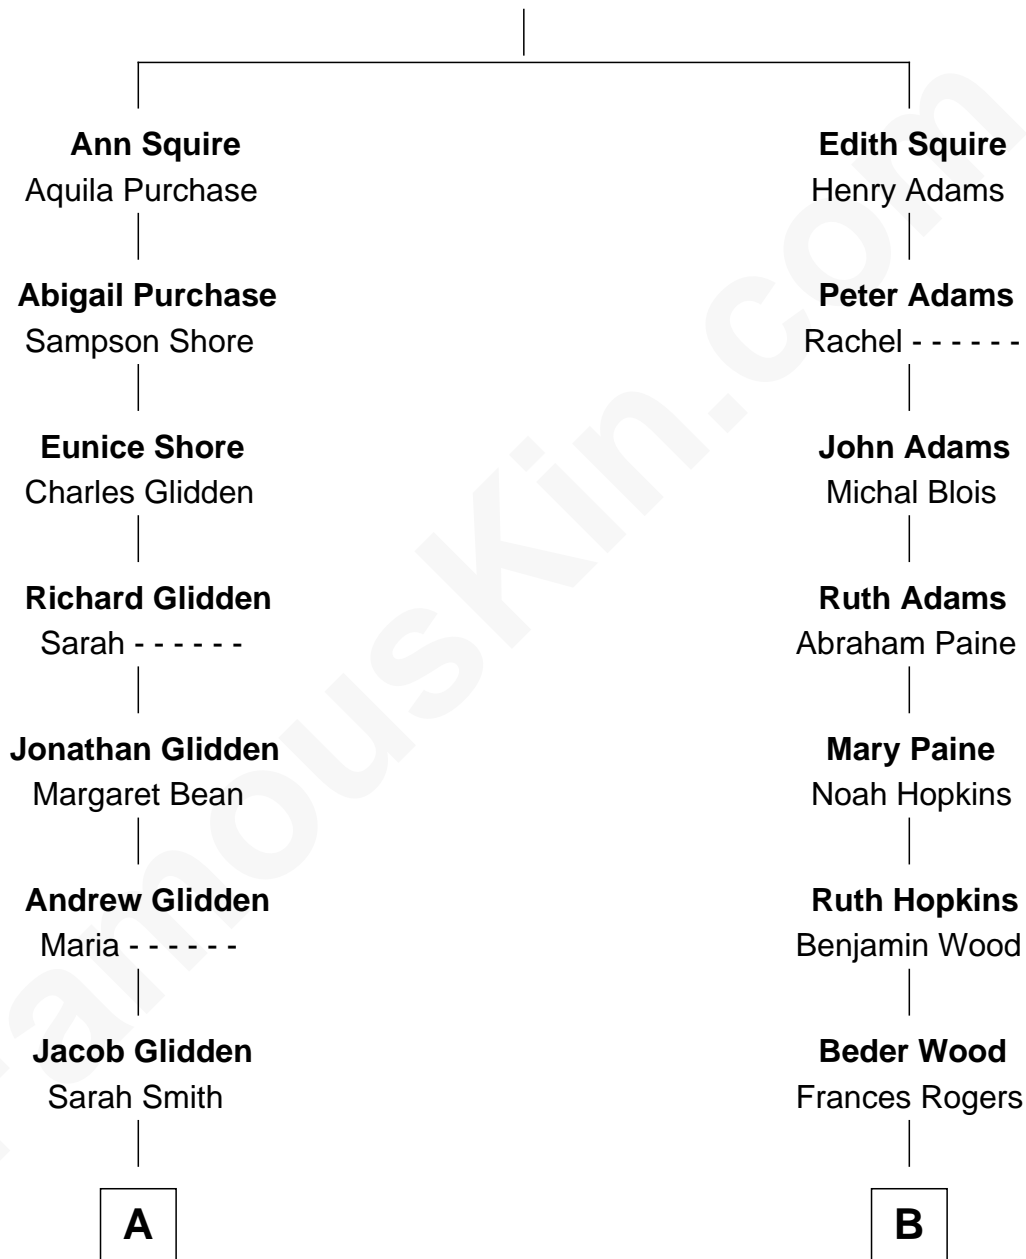 Ann Squire
Aquila Purchase
Abigail Purchase
Sampson Shore
Eunice Shore
Charles Glidden
Richard Glidden
Sarah - - - - - -
Jonathan Glidden
Margaret Bean
Andrew Glidden
Maria - - - - - -
Jacob Glidden
Sarah Smith
A
Edith Squire
Henry Adams
Peter Adams
Rachel - - - - - -
John Adams
Michal Blois
Ruth Adams
Abraham Paine
Mary Paine
Noah Hopkins
Ruth Hopkins
Benjamin Wood
Beder Wood
Frances Rogers
B
FamousKin.com